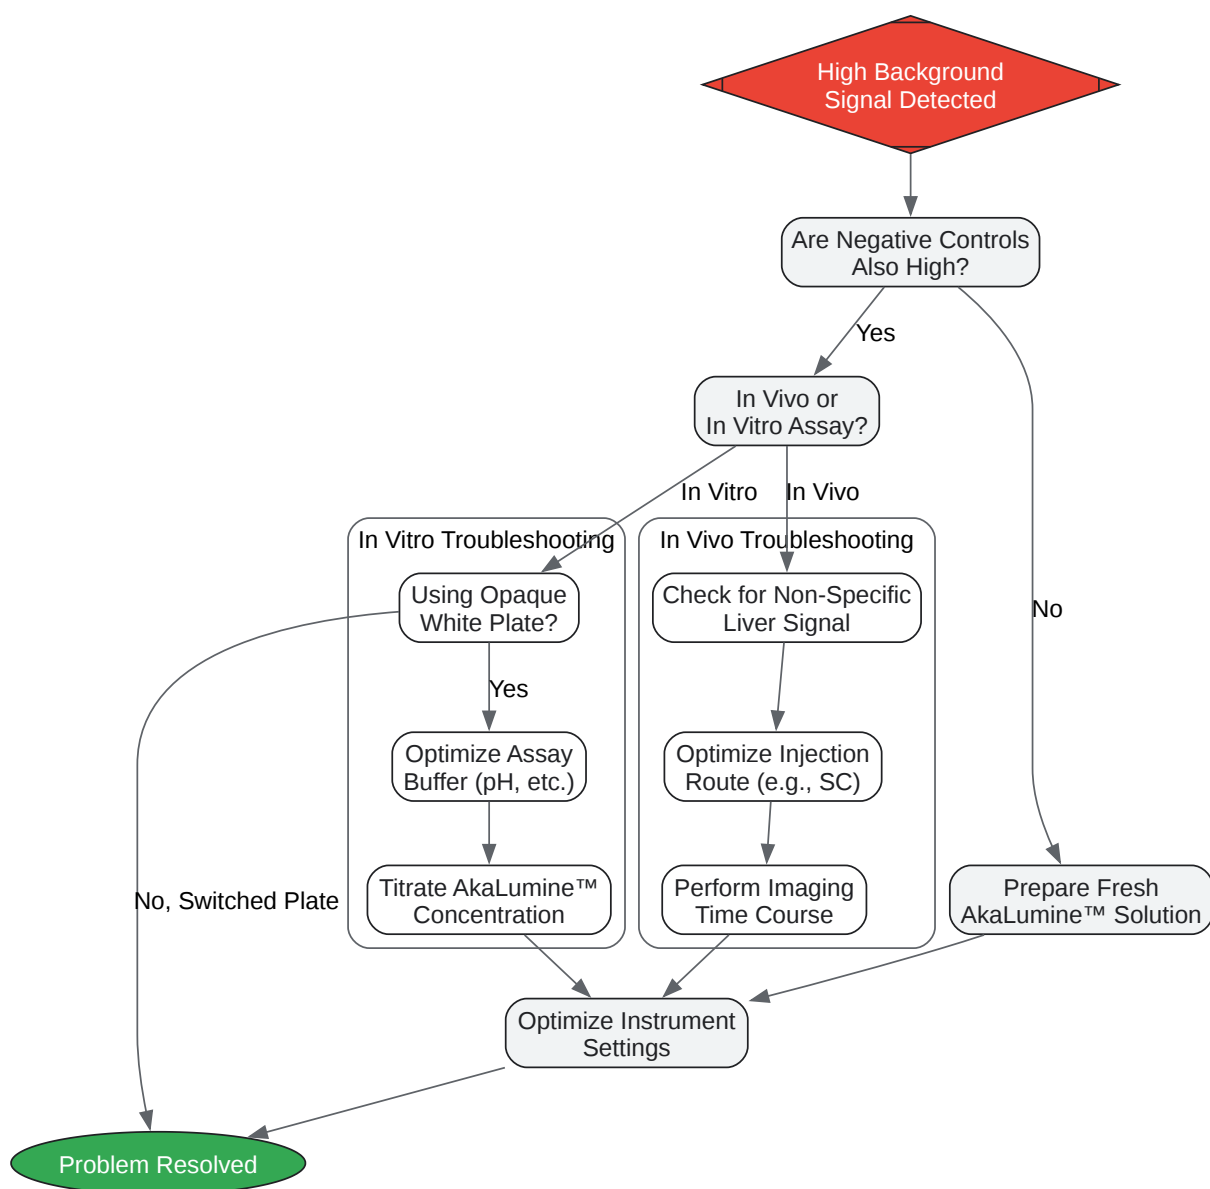 High Background
Signal Detected
Are Negative Controls
Also High?
Yes
In Vivo or
In Vitro Assay?
In Vitro
In Vivo
In Vitro Troubleshooting
In Vivo Troubleshooting
Using Opaque
White Plate?
Check for Non-Specific
Liver Signal
No
Yes
Optimize Assay
Buffer (pH, etc.)
Optimize Injection
Route (e.g., SC)
No, Switched Plate
Titrate AkaLumine™
Concentration
Perform Imaging
Time Course
Prepare Fresh
AkaLumine™ Solution
Optimize Instrument
Settings
Problem Resolved